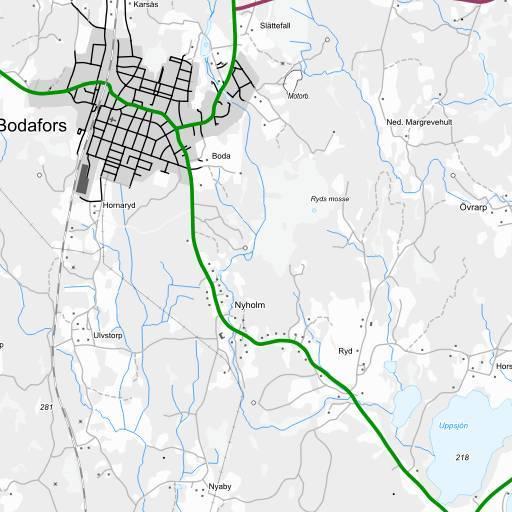 Karsås
Slättefall
Motorb.
Ned. Margrevehult
Bodafors
Boda
Ryds mosse
Hornaryd
Övrarp
Nyholm
Ulvstorp
Ryd
p
Hors
281
Uppsjön
218
Nyaby